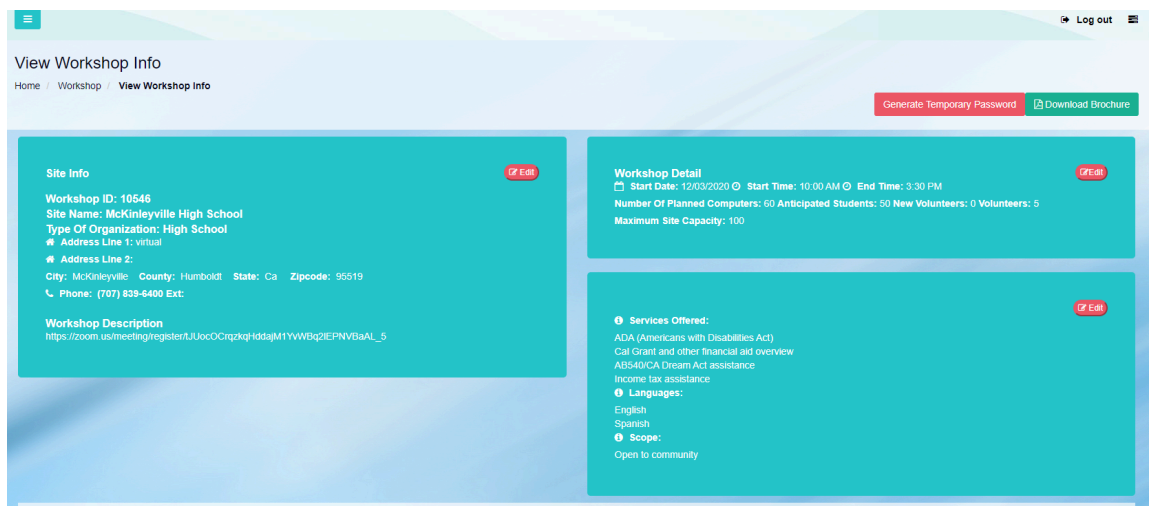 Log out
View Workshop Info
Home / Workshop / View Workshop Info
Generate Temporary Password
Download Brochure
Site Info
Edit
Workshop ID: 10546
Site Name: McKinleyville High School
Type Of Organization: High School
Address Line 1: virtual
Address Line 2:
City: McKinleyville County: Humboldt State: Ca Zipcode: 95519
Phone: (707) 839-6400 Ext:
Workshop Description
https://zoom.us/meeting/register/tJUocOCrqzkqHddajM1YvWBq2lEPNVBaAL_5
Workshop Detail
Edit
Start Date: 12/03/2020 Start Time: 10:00 AM End Time: 3:30 PM
Number Of Planned Computers: 60 Anticipated Students: 50 New Volunteers: 0 Volunteers: 5
Maximum Site Capacity: 100
Edit
Services Offered:
ADA (Americans with Disabilities Act)
Cal Grant and other financial aid overview
AB540/CA Dream Act assistance
Income tax assistance
Languages:
English
Spanish
Scope:
Open to community